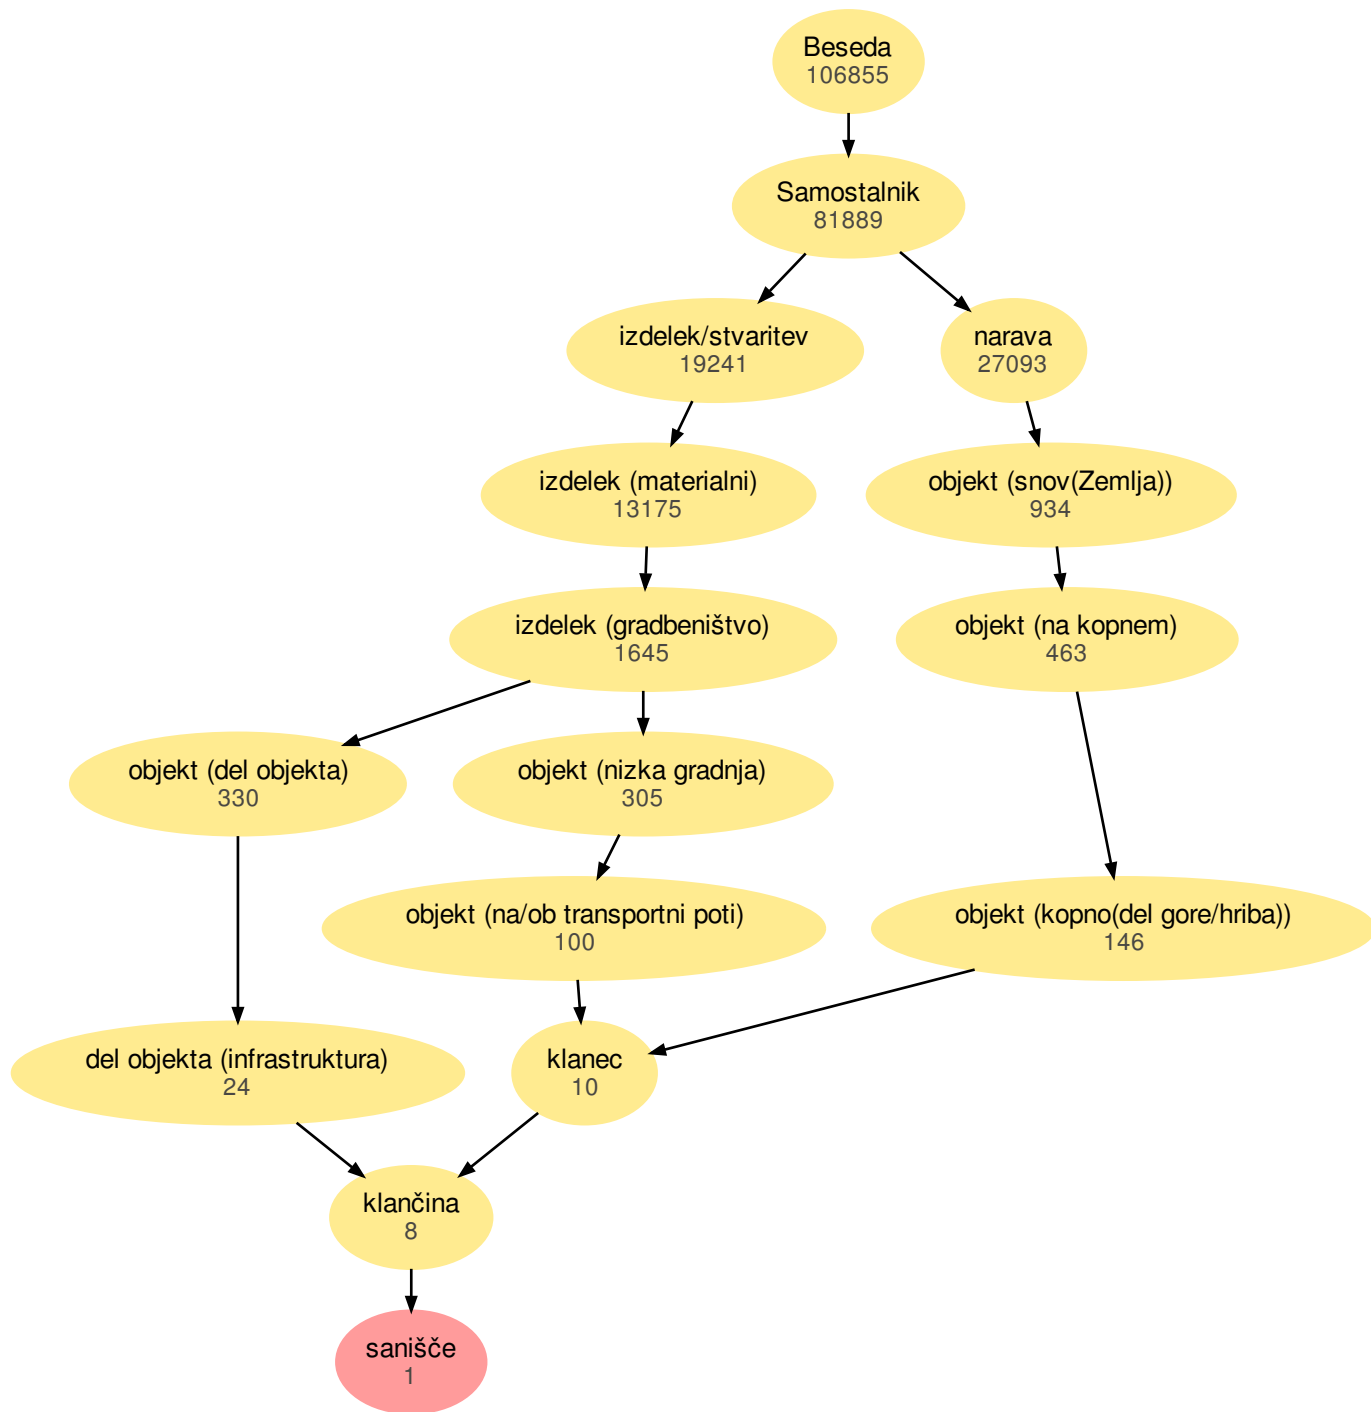 Beseda
106855
Samostalnik
81889
izdelek/stvaritev
19241
narava
27093
izdelek (materialni)
13175
objekt (snov(Zemlja))
934
izdelek (gradbeništvo)
1645
objekt (na kopnem)
463
objekt (del objekta)
330
objekt (nizka gradnja)
305
objekt (na/ob transportni poti)
100
objekt (kopno(del gore/hriba))
146
del objekta (infrastruktura)
24
klanec
10
klančina
8
sanišče
1